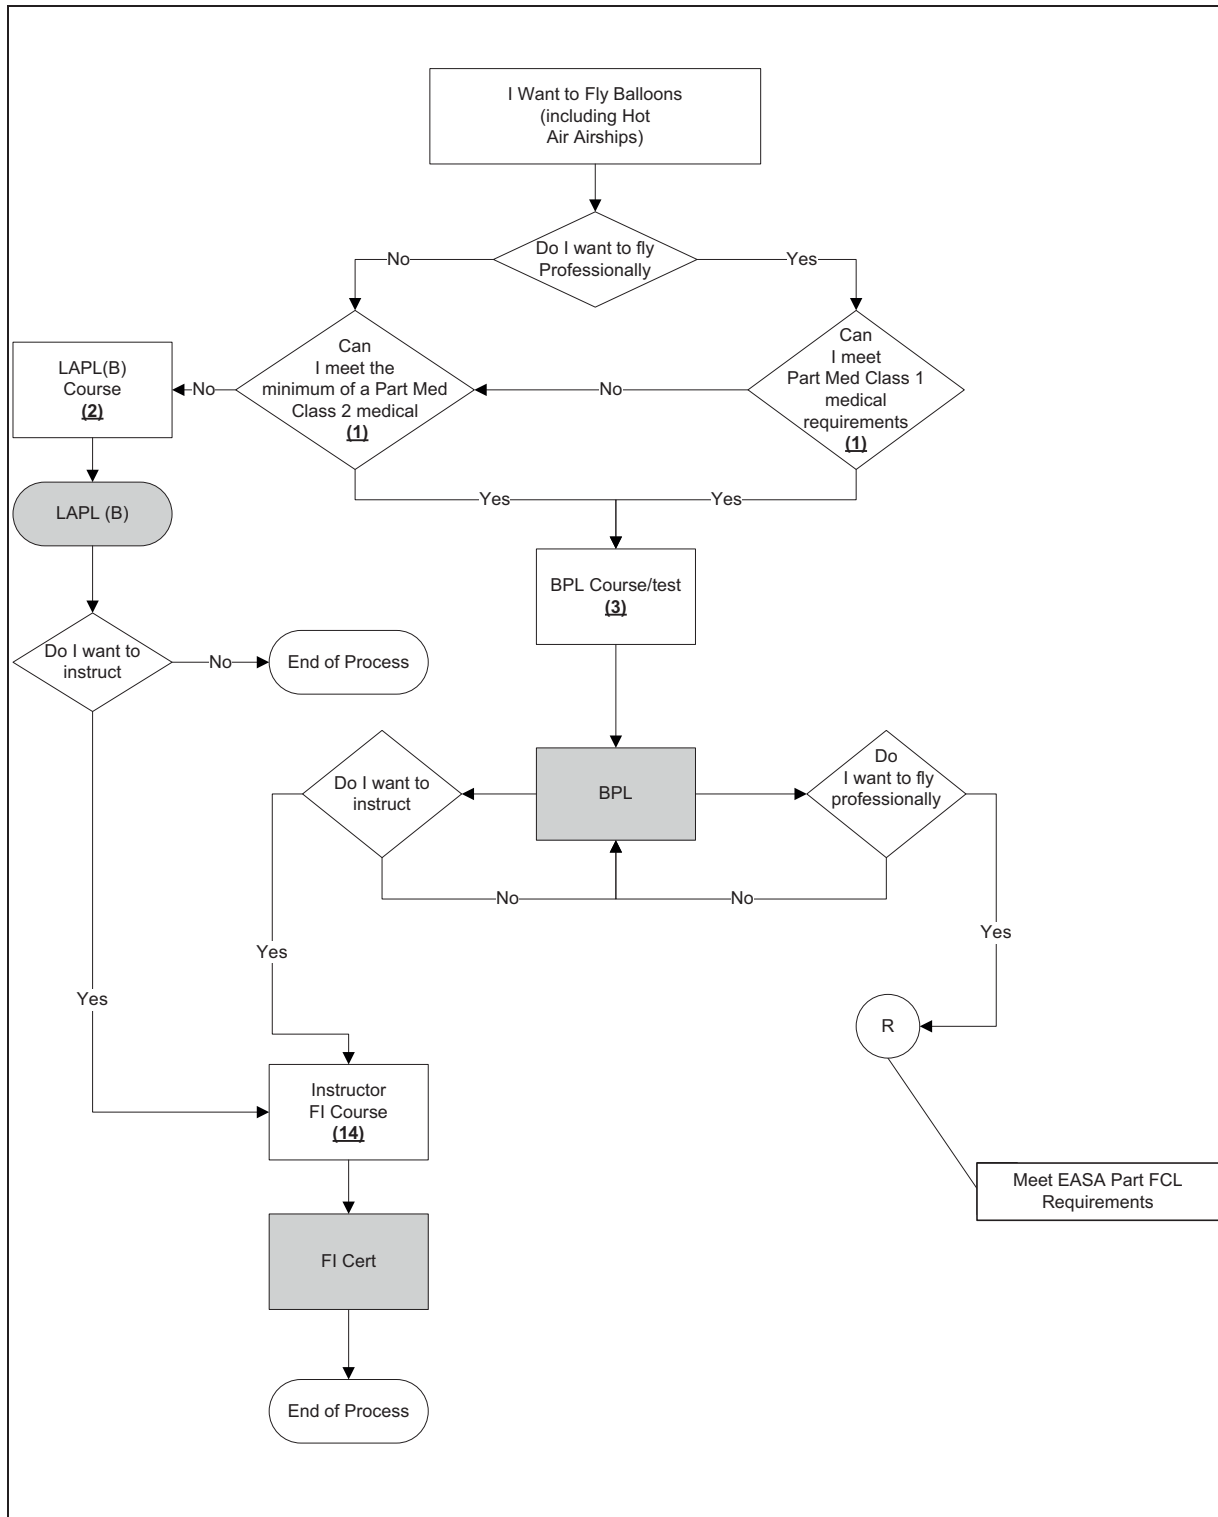 I Want to Fly Balloons
(including Hot
Air Airships)
Do I want to fly
Professionally
No
Yes
Can
I meet the
minimum of a Part Med
Class 2 medical
(1)
Can
I meet
Part Med Class 1
medical
requirements
(1)
No
No
LAPL(B)
Course
(2)
LAPL (B)
Yes
Yes
BPL Course/test
(3)
Do I want to
instruct
No
End of Process
BPL
Do I want to
instruct
Do
I want to fly
professionally
No
No
Yes
Yes
Yes
R
Instructor
FI Course
(14)
Meet EASA Part FCL
Requirements
FI Cert
End of Process